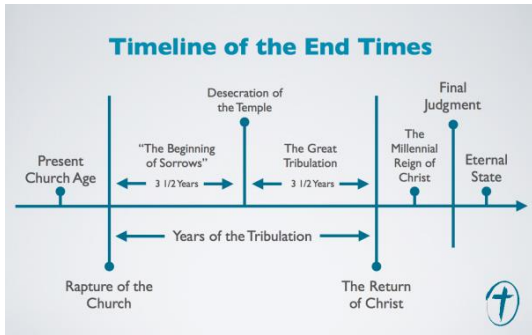 Timeline of the End Times
Present
Church Age
"The Beginning
of Sorrows"
3 1/2 Years
Desecration of
the Temple
The Great
Tribulation
3 1/2 Years
The
Millennial
Reign of
Christ
Final
Judgment
Eternal
State
Years of the Tribulation
Rapture of the
Church
The Return
of Christ